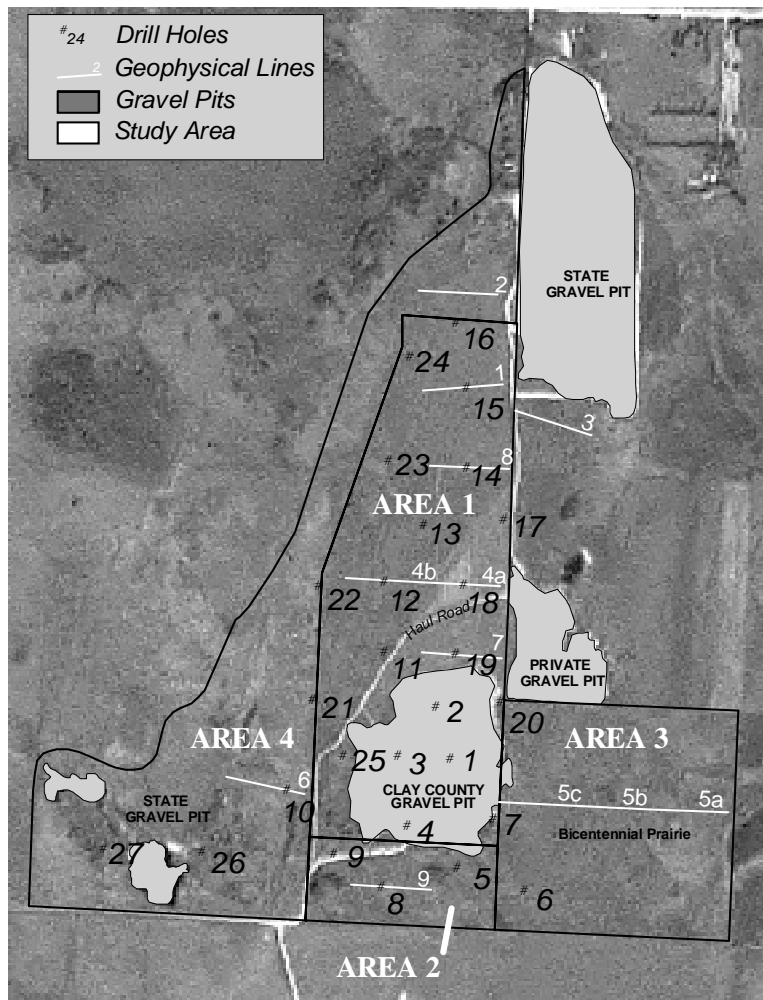 #24 Drill Holes
2 Geophysical Lines
Gravel Pits
Study Area
STATE
GRAVEL PIT
2
# 16
# 24
1
# 15
3
# 23
8
# 14
AREA 1
# 13
# 17
4b
4a
# 22
# 12
# 18
Haul Road
7
# 11
# 19
PRIVATE
GRAVEL PIT
# 21
# 2
# 20
AREA 4
AREA 3
# 25
# 3
# 1
6
# 10
CLAY COUNTY
GRAVEL PIT
5c
5b
5a
STATE
GRAVEL PIT
# 4
# 7
Bicentennial Prairie
# 27
# 26
# 9
# 5
9
# 8
# 6
AREA 2